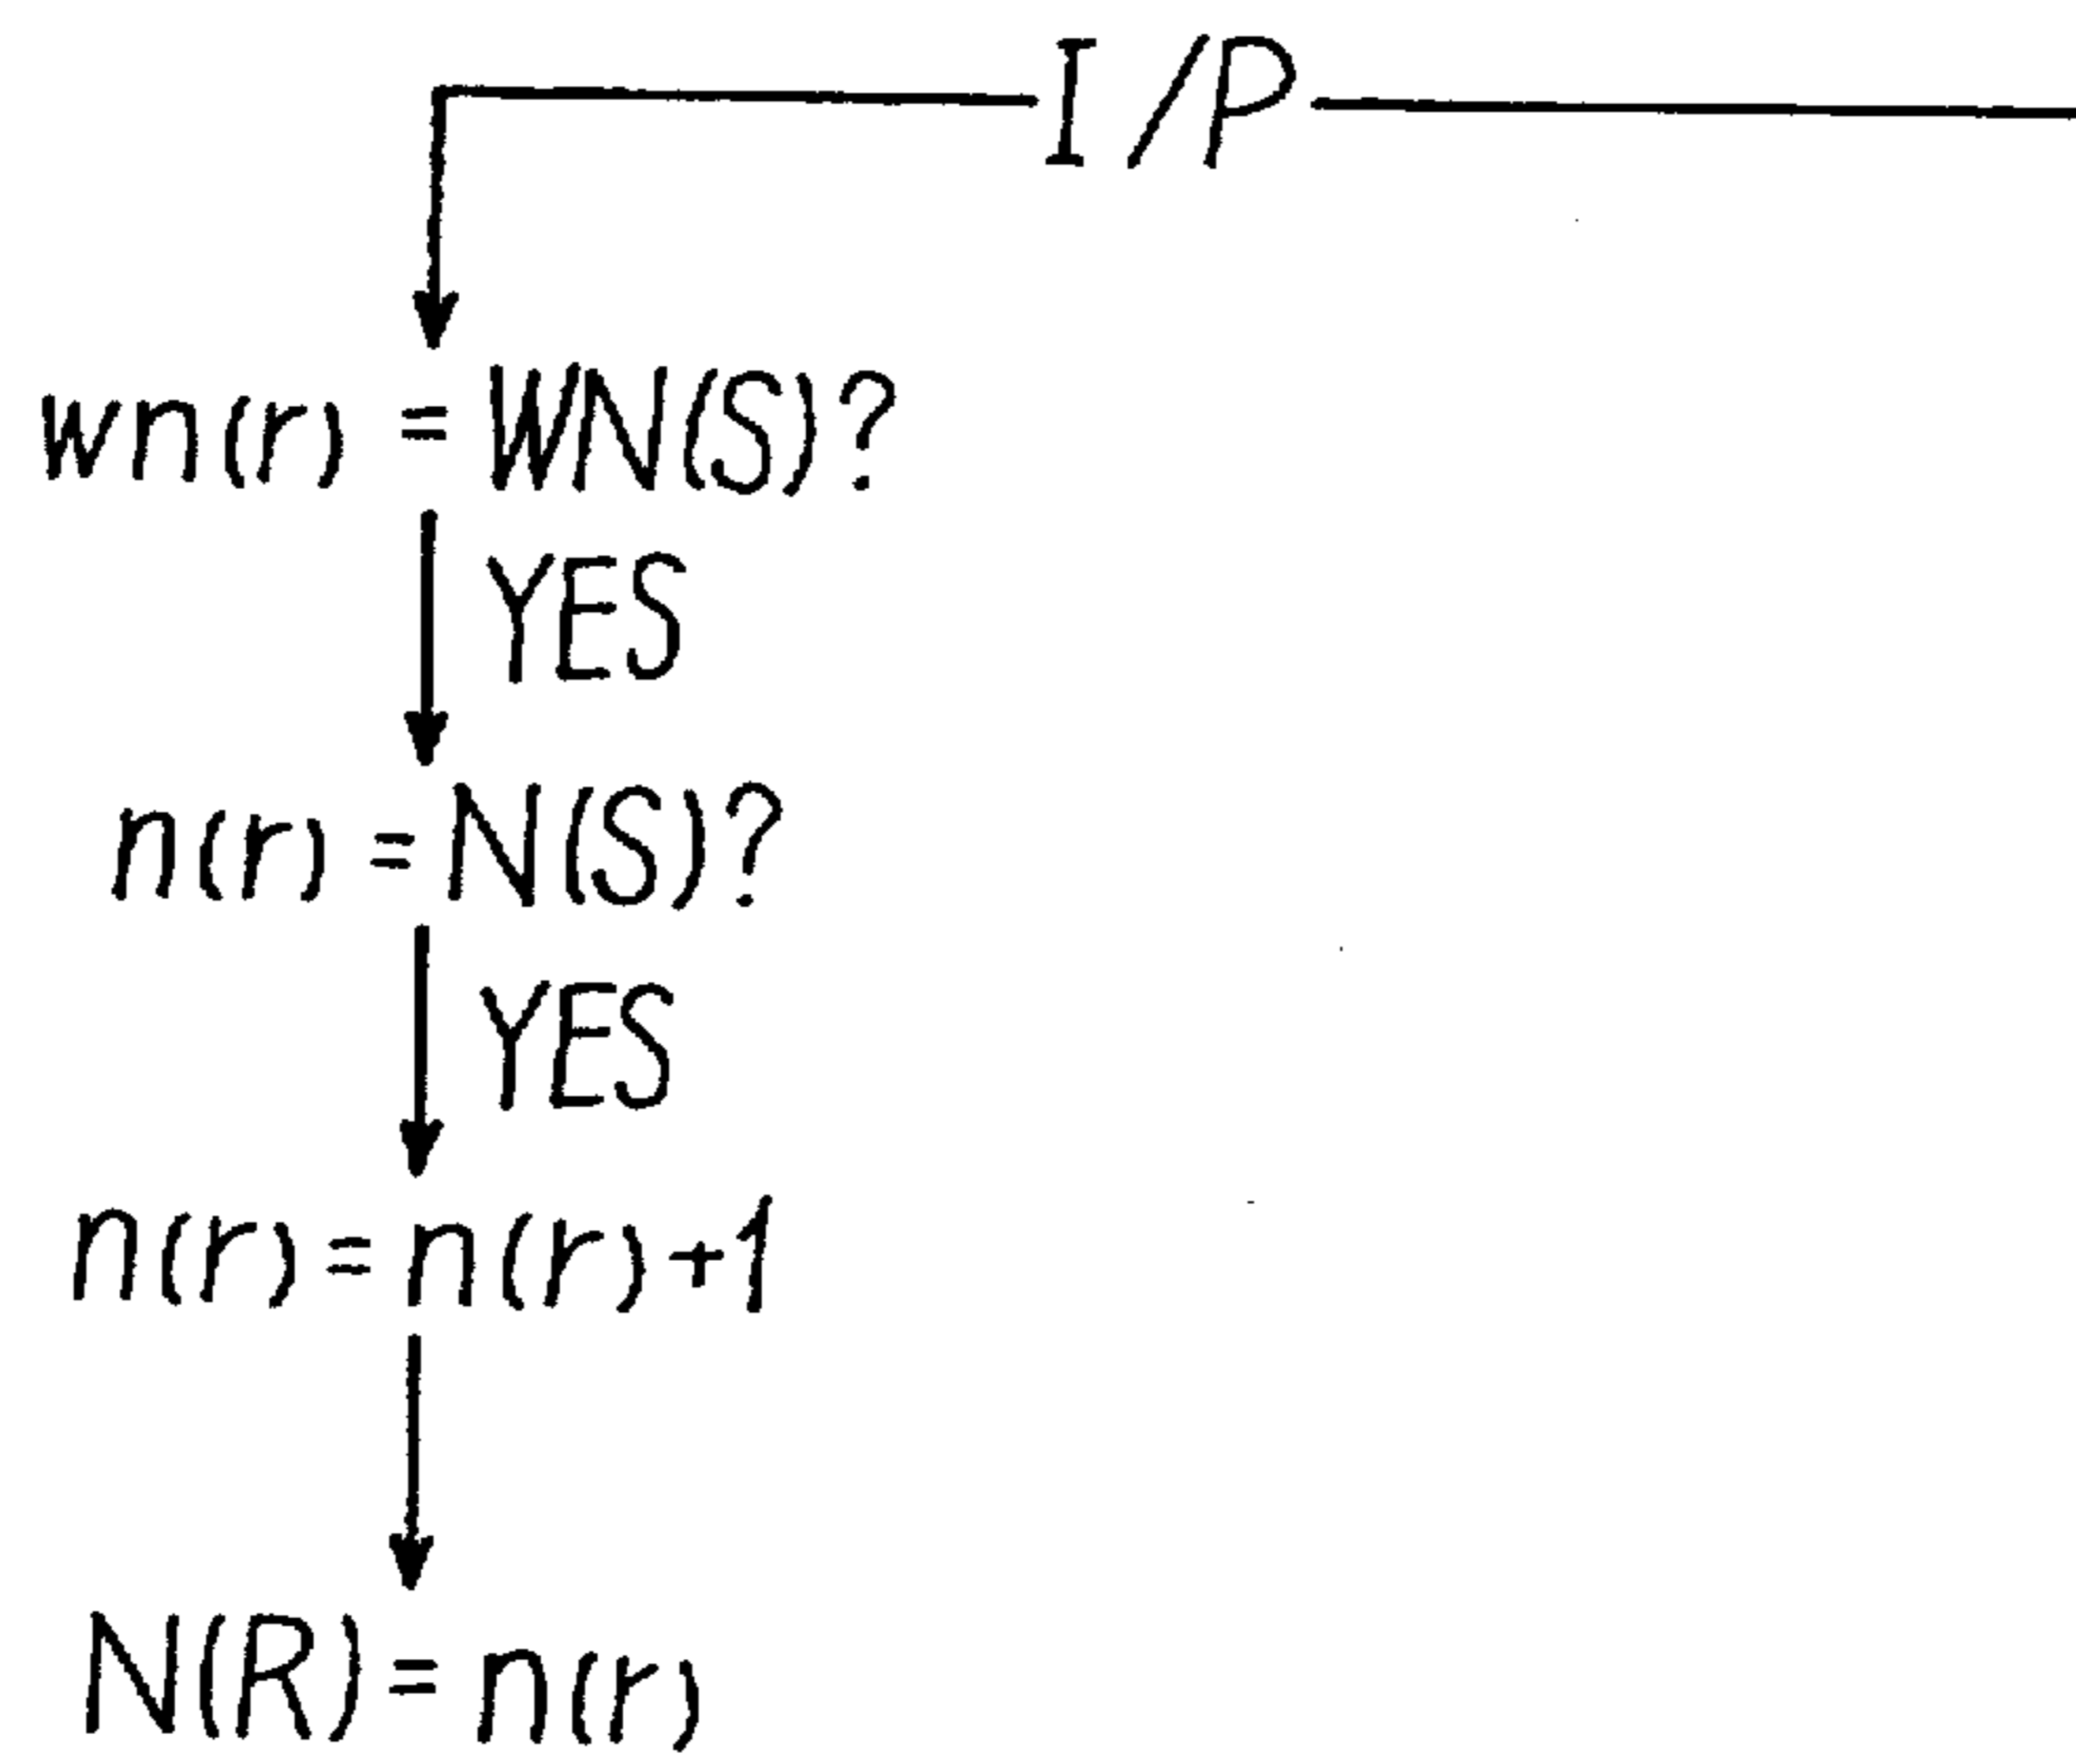 I/P
wn(r) = WN(S)?
YES
n(r) = N(S)?
YES
n(r) = n(r)+1
N(R) = n(r)